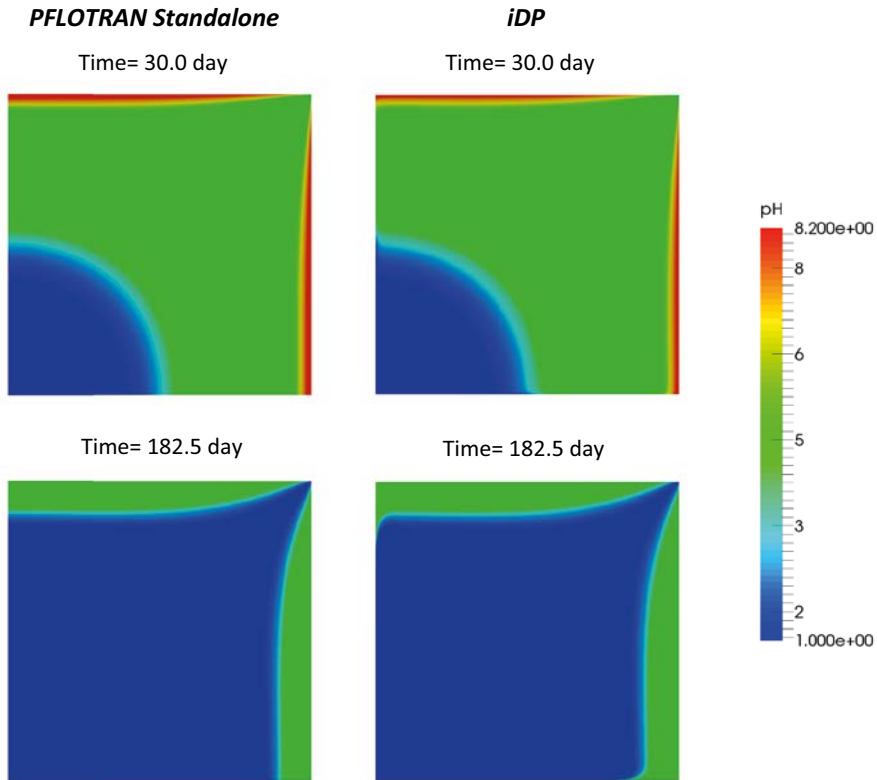 PFLOTRAN Standalone
iDP
Time= 30.0 day
Time= 30.0 day
pH
8.200e+00
8
6
5
3
2
1.000e+00
Time= 182.5 day
Time= 182.5 day